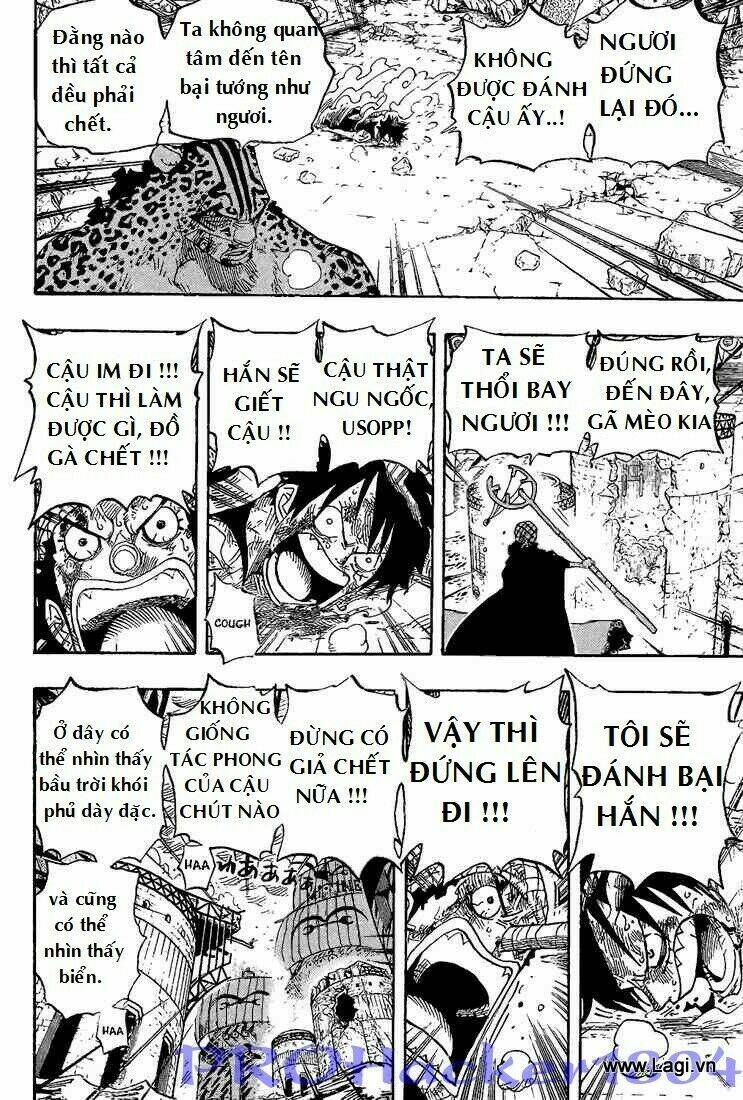 NGƯƠI
ĐỨNG
LẠI ĐÓ...
KHÔNG
ĐƯỢC ĐÁNH
CẬU ẤY..!
Ta không quan
tâm đến tên
bại tướng như
ngươi.
Đằng nào
thì tất cả
đều phải
chết.
ĐÚNG RỒI,
ĐẾN ĐÂY,
GÃ MÈO KIA
TA SẼ
THỔI BAY
NGƯƠI !!!
CẬU THẬT
NGU NGỐC,
USOPP!
HẮN SẼ
GIẾT
CẬU !!
COUGH
CẬU IM ĐI !!!
CẬU THÌ LÀM
ĐƯỢC GÌ, ĐỒ
GÀ CHẾT !!!
TÔI SẼ
ĐÁNH BẠI
HẮN !!!
VẬY THÌ
ĐỨNG LÊN
ĐI !!!
ĐỪNG CÓ
GIẢ CHẾT
NỮA !!!
KHÔNG
GIỐNG
TÁC PHONG
CỦA CẬU
CHÚT NÀO
Ở dây có
thể nhìn thấy
bầu trời khói
phủ dày đặc.
HAA
và cũng
có thể
nhìn thấy
biển.
HAA
PROHacker1804
www.Lagi.vn